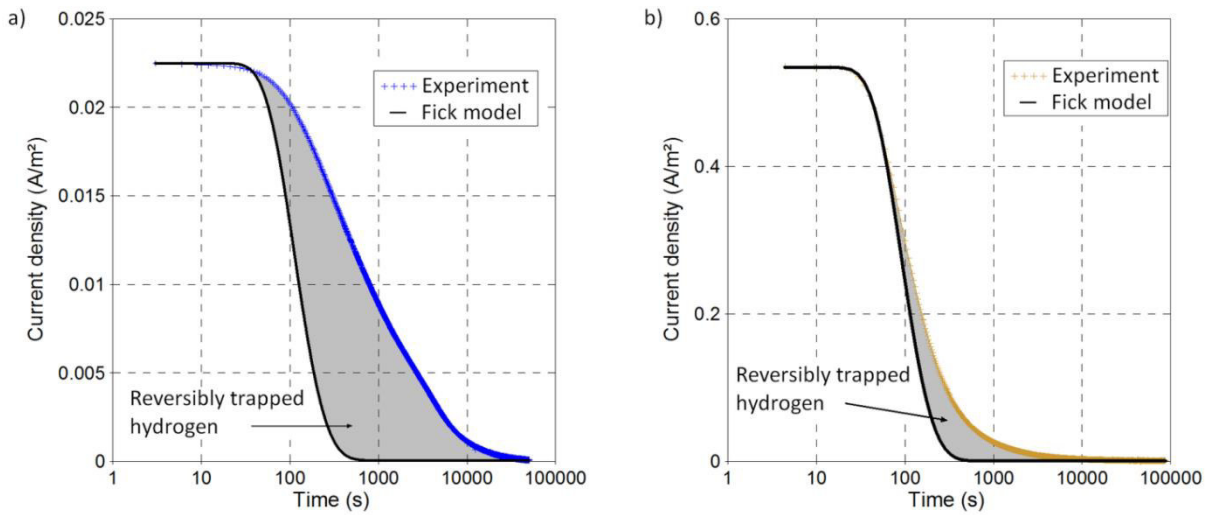 a)
0.025
0.02
0.015
0.01
0.005
0
Current density (A/m²)
++++ Experiment
— Fick model
Reversibly trapped
hydrogen
1
10
100
1000
10000
100000
Time (s)
b)
0.6
0.4
0.2
0
Current density (A/m²)
++++ Experiment
— Fick model
Reversibly trapped
hydrogen
1
10
100
1000
10000
100000
Time (s)